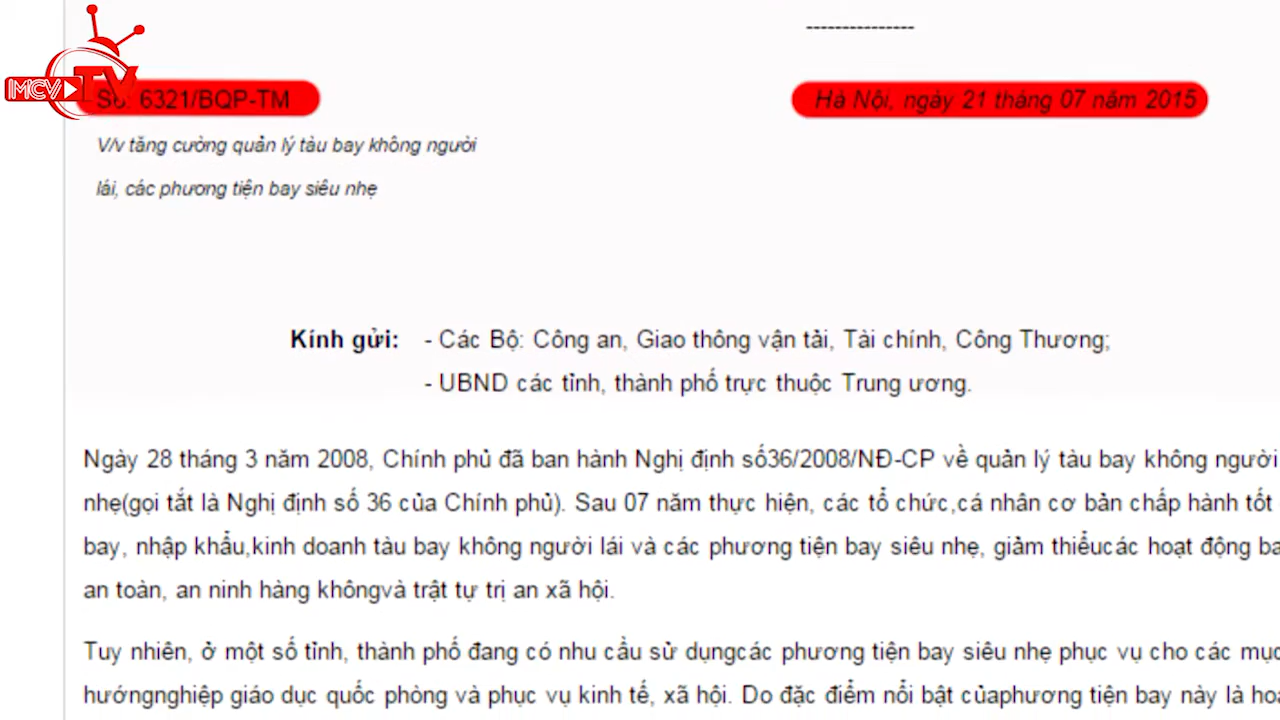 ---------------
IMCV TV
Số: 6321/BQP-TM
Hà Nội, ngày 21 tháng 07 năm 2015
V/v tăng cường quản lý tàu bay không người
lái, các phương tiện bay siêu nhẹ
Kính gửi: - Các Bộ: Công an, Giao thông vận tải, Tài chính, Công Thương;
- UBND các tỉnh, thành phố trực thuộc Trung ương.
Ngày 28 tháng 3 năm 2008, Chính phủ đã ban hành Nghị định số36/2008/NĐ-CP về quản lý tàu bay không người
nhẹ(gọi tắt là Nghị định số 36 của Chính phủ). Sau 07 năm thực hiện, các tổ chức,cá nhân cơ bản chấp hành tốt
bay, nhập khẩu,kinh doanh tàu bay không người lái và các phương tiện bay siêu nhẹ, giảm thiểucác hoạt động
an toàn, an ninh hàng khôngvà trật tự trị an xã hội.
Tuy nhiên, ở một số tỉnh, thành phố đang có nhu cầu sử dụngcác phương tiện bay siêu nhẹ phục vụ cho các
hướngnghiệp giáo dục quốc phòng và phục vụ kinh tế, xã hội. Do đặc điểm nổi bật củaphương tiện bay này là